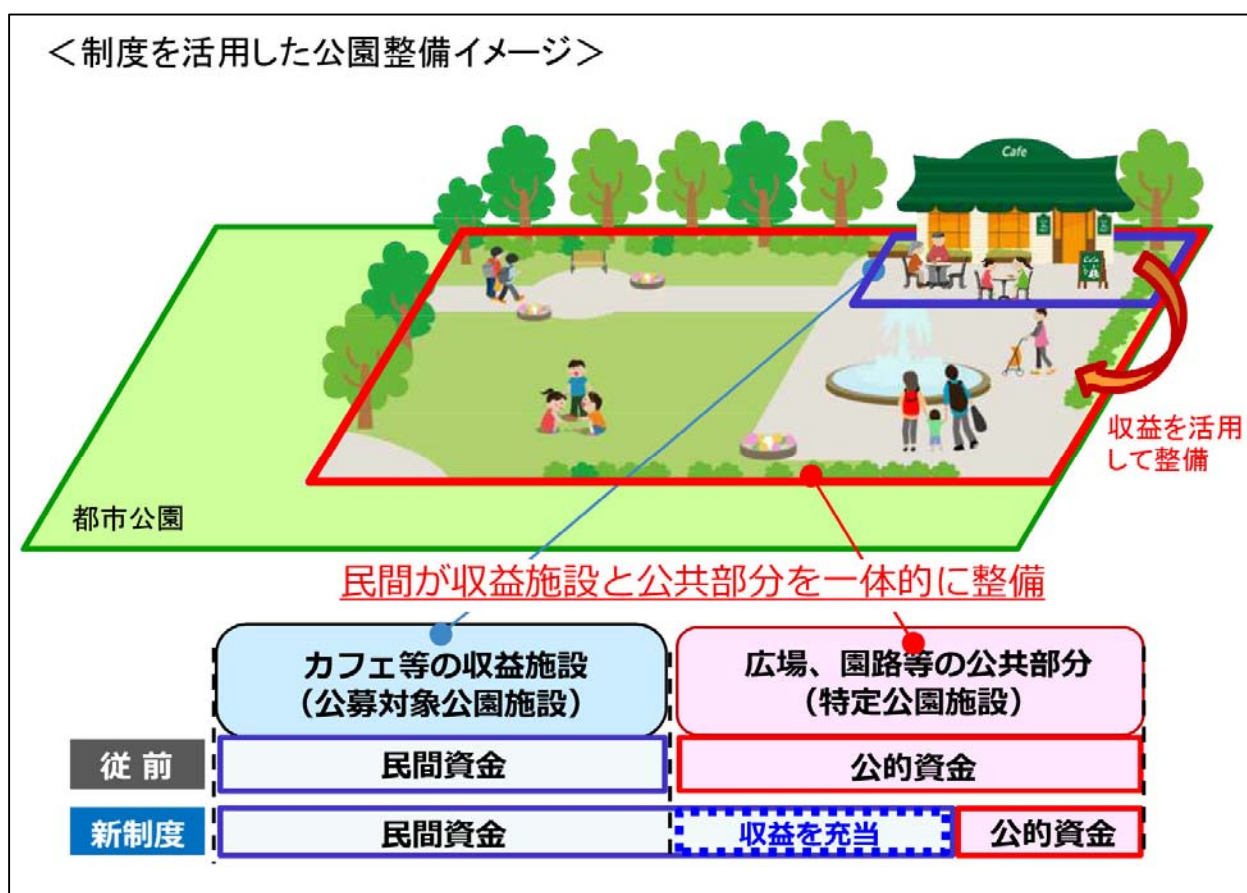 ＜制度を活用した公園整備イメージ＞
Cafe
収益を活用
して整備
都市公園
民間が収益施設と公共部分を一体的に整備
カフェ等の収益施設
（公募対象公園施設）
広場、園路等の公共部分
（特定公園施設）
従前
民間資金
公的資金
新制度
民間資金
収益を充当
公的資金